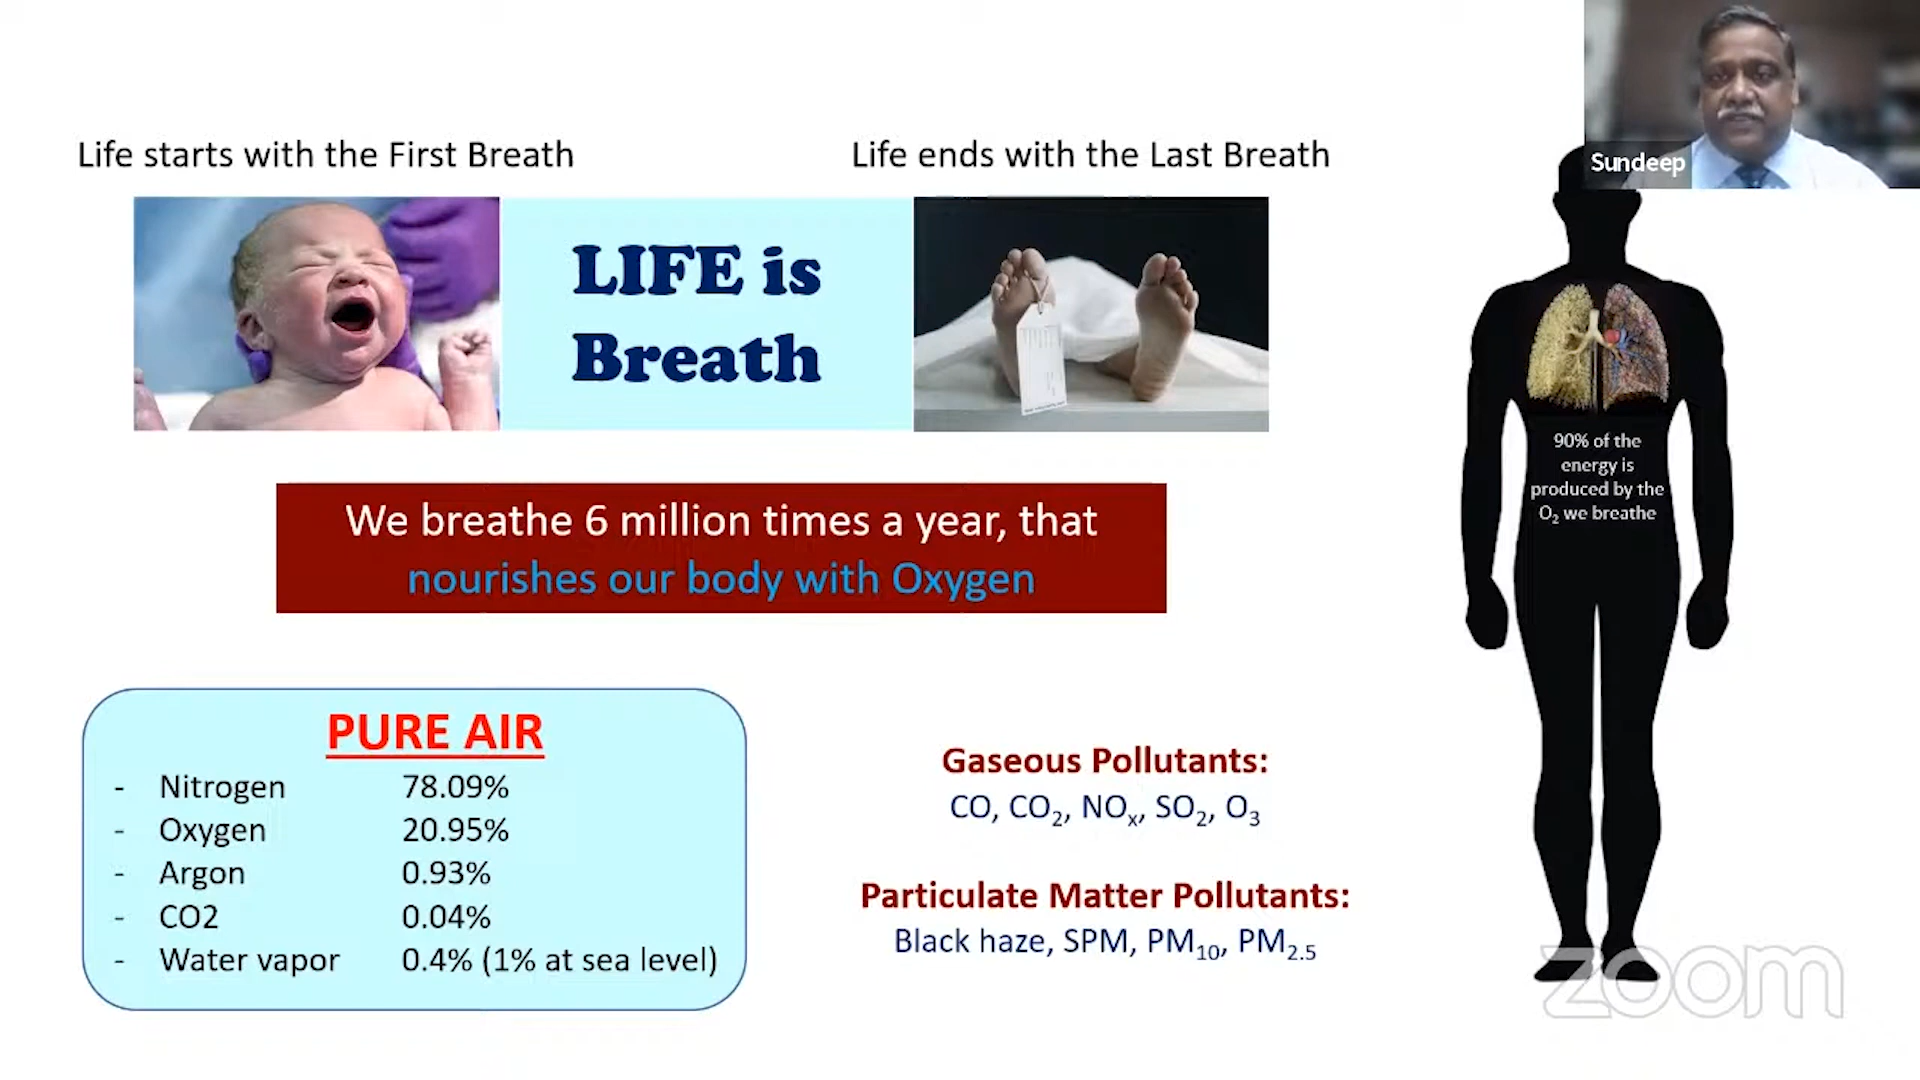 Life starts with the First Breath
Life ends with the Last Breath
Sundeep
LIFE is
Breath
90% of the
energy is
produced by the
O₂ we breathe
We breathe 6 million times a year, that
nourishes our body with Oxygen
PURE AIR
- Nitrogen 78.09%
- Oxygen 20.95%
- Argon 0.93%
- CO2 0.04%
- Water vapor 0.4% (1% at sea level)
Gaseous Pollutants:
CO, CO₂, NOₓ, SO₂, O₃
Particulate Matter Pollutants:
Black haze, SPM, PM₁₀, PM₂.₅
zoom